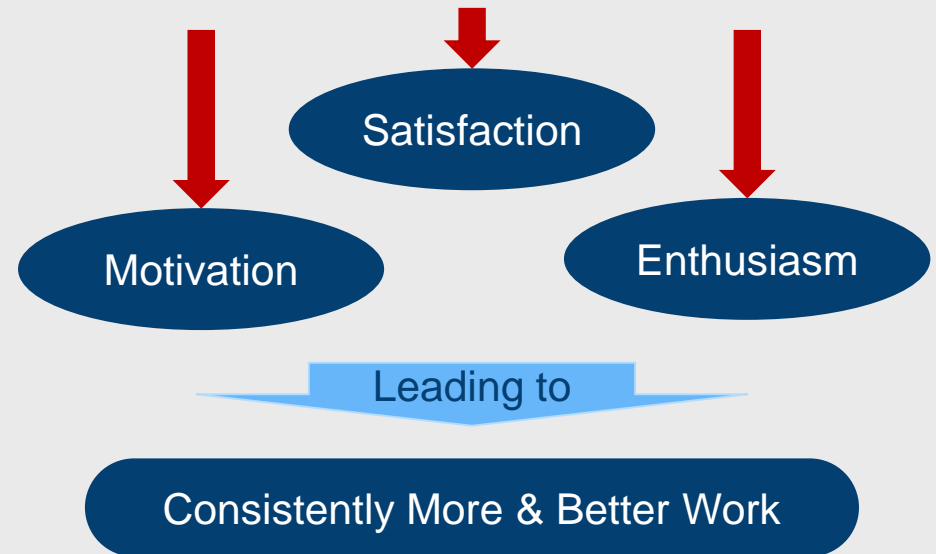 Satisfaction
Motivation
Enthusiasm
Leading to
Consistently More & Better Work